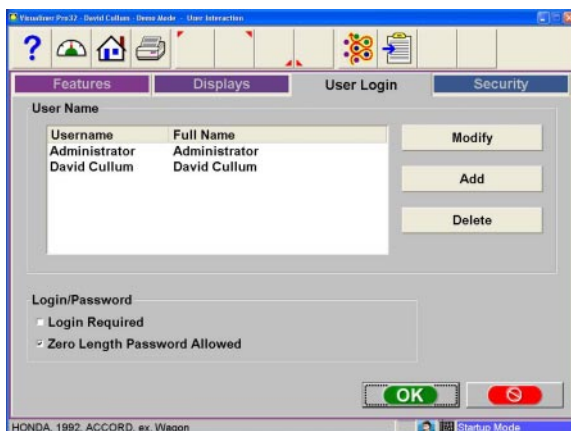 Visualiner Pro32 - David Cullum - Demo Mode - User Interaction
Features Displays User Login Security
User Name
Username Full Name
Administrator Administrator
David Cullum David Cullum
Modify
Add
Delete
Login/Password
Login Required
Zero Length Password Allowed
OK
HONDA, 1992, ACCORD, ex, Wagon Startup Mode